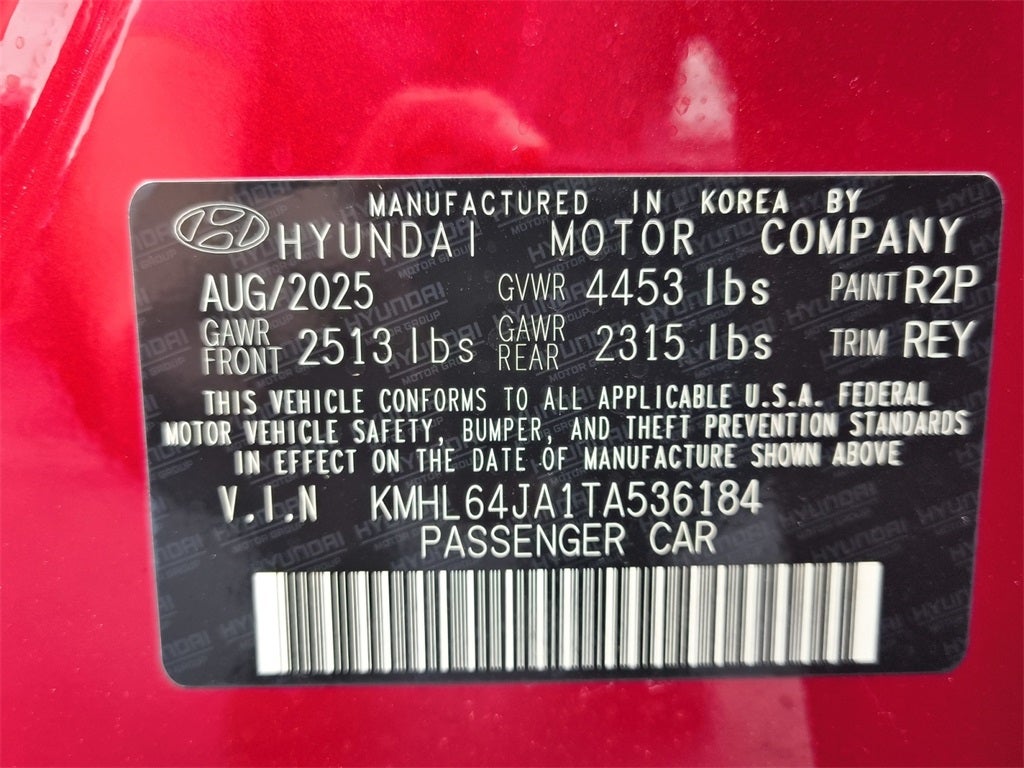 MANUFACTURED IN KOREA BY
HYUNDAI MOTOR COMPANY
AUG/2025 GVWR 4453 lbs PAINT R2P
GAWR FRONT 2513 lbs GAWR REAR 2315 lbs TRIM REY
THIS VEHICLE CONFORMS TO ALL APPLICABLE U.S.A. FEDERAL
MOTOR VEHICLE SAFETY, BUMPER, AND THEFT PREVENTION STANDARDS
IN EFFECT ON THE DATE OF MANUFACTURE SHOWN ABOVE
V.I.N KMHL64JA1TA536184
PASSENGER CAR